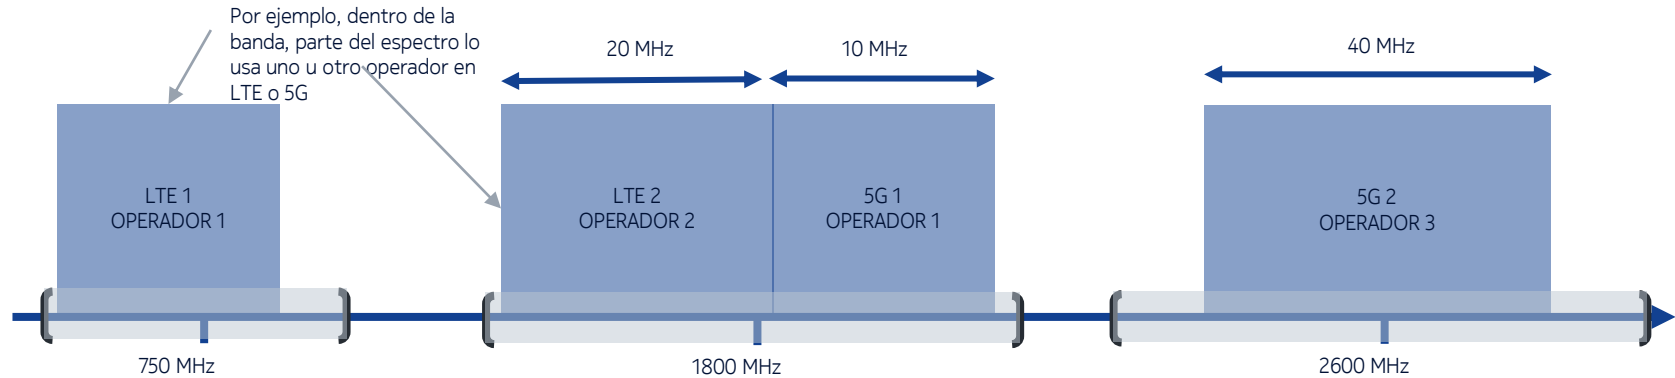 Por ejemplo, dentro de la
banda, parte del espectro lo
usa uno u otro operador en
LTE o 5G
20 MHz
10 MHz
40 MHz
LTE 1
OPERADOR 1
LTE 2
OPERADOR 2
5G 1
OPERADOR 1
5G 2
OPERADOR 3
750 MHz
1800 MHz
2600 MHz